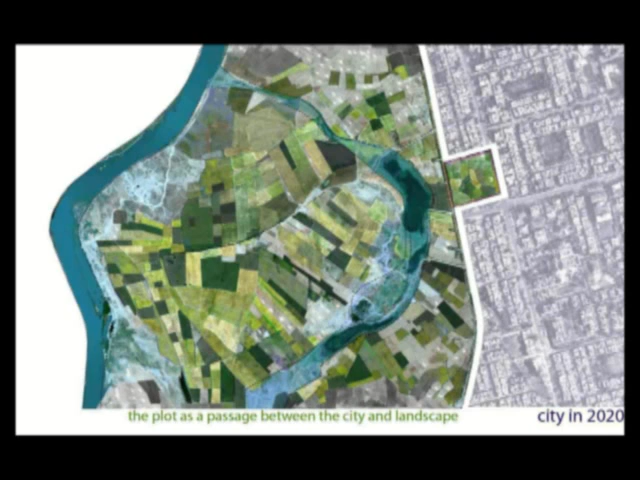 the plot as a passage between the city and landscape
city in 2020